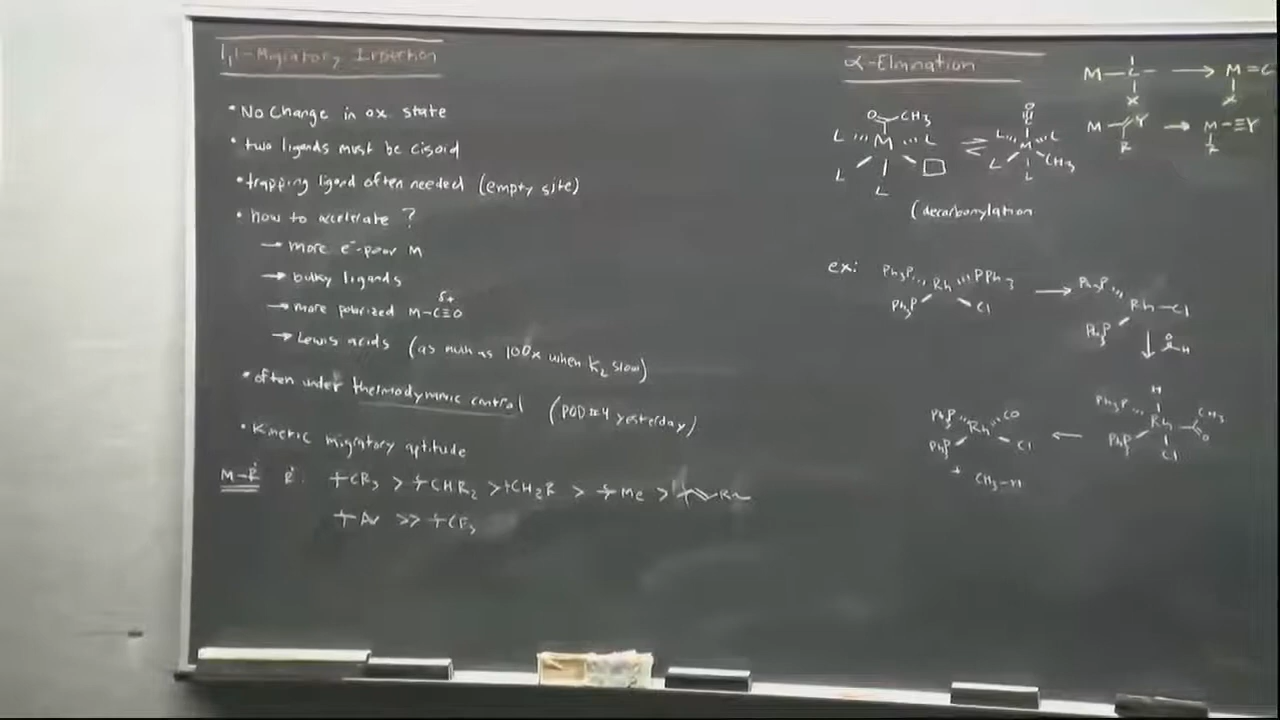 1,1-Migratory Insertion
• No Change in ox. state
• two ligands must be cisoid
• trapping ligand often needed (empty site)
• how to accelerate?
→ more e⁻-poor M
→ bulky ligands
→ more polarized M-C≡O
δ+
→ Lewis acids (as much as 100x when K₂ slow)
• often under thermodynamic control (POD#4 yesterday)
• Kinetic migratory aptitude
M-R R: +CR₃ > +CHR₂ > +CH₂R > +Me >
+Ar >> +CF₃
α-Elimination
M-C- → M=C
X X
M Y → M-≡Y
R R
O CH₃
L M L
L L
L
⇌
O
C
L M L
L CH₃
L
(decarbonylation
ex: Ph₃P Rh PPh₃
Ph₃P Cl
→
Ph₃P Rh-Cl
Ph₃P
↓ O H
H
Ph₃P Rh CH₃
Ph₃P O
Cl
←
Ph₃P Rh CO
Ph₃P Cl
+ CH₃-H